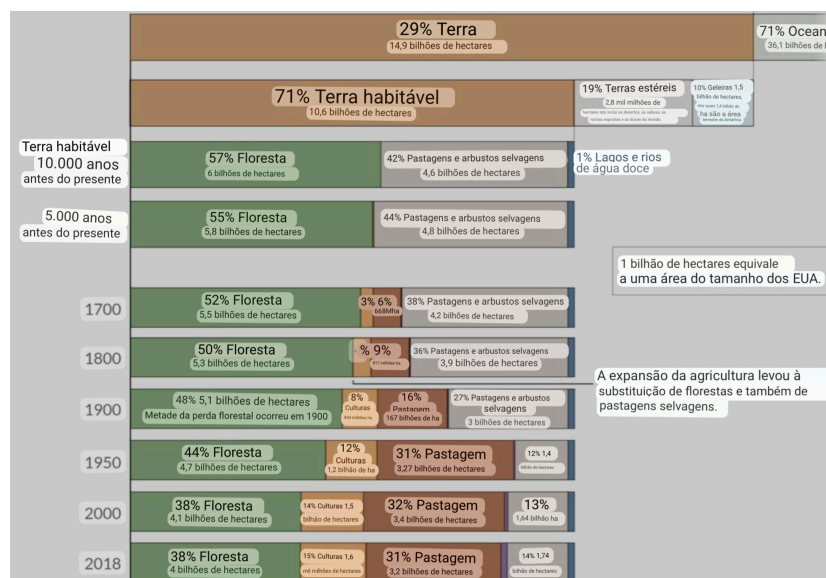 29% Terra
14,9 bilhões de hectares
71% Ocean
36,1 bilhões de
71% Terra habitável
10,6 bilhões de hectares
19% Terras estéreis
2,8 mil milhões de
10% Geleiras 1,5
bilhão de hectares,
dos quais 1,4 bilhão de
ha são a área
terrestre da Antártica
Terra habitável
10.000 anos
antes do presente
57% Floresta
6 bilhões de hectares
42% Pastagens e arbustos selvagens
4,6 bilhões de hectares
1% Lagos e rios
de água doce
5.000 anos
antes do presente
55% Floresta
5,8 bilhões de hectares
44% Pastagens e arbustos selvagens
4,8 bilhões de hectares
1 bilhão de hectares equivale
a uma área do tamanho dos EUA.
1700
52% Floresta
5,5 bilhões de hectares
3% 6%
668Mha
38% Pastagens e arbustos selvagens
4,2 bilhões de hectares
1800
50% Floresta
5,3 bilhões de hectares
% 9%
36% Pastagens e arbustos selvagens
3,9 bilhões de hectares
A expansão da agricultura levou à
substituição de florestas e também de
pastagens selvagens.
1900
48% 5,1 bilhões de hectares
Metade da perda florestal ocorreu em 1900
8%
Culturas
16%
Pastagem
167 bilhões de ha
27% Pastagens e arbustos
selvagens
3 bilhões de hectares
1950
44% Floresta
4,7 bilhões de hectares
12%
Culturas
1,2 bilhão de ha
31% Pastagem
3,27 bilhões de hectares
12% 1,4
bilhão de hectares
2000
38% Floresta
4,1 bilhões de hectares
14% Culturas 1,5
bilhão de hectares
32% Pastagem
3,4 bilhões de hectares
13%
1,64 bilhão ha
2018
38% Floresta
4 bilhões de hectares
15% Culturas 1,6
mil milhões de hectares
31% Pastagem
3,2 bilhões de hectares
14% 1,74
bilhão de hectares